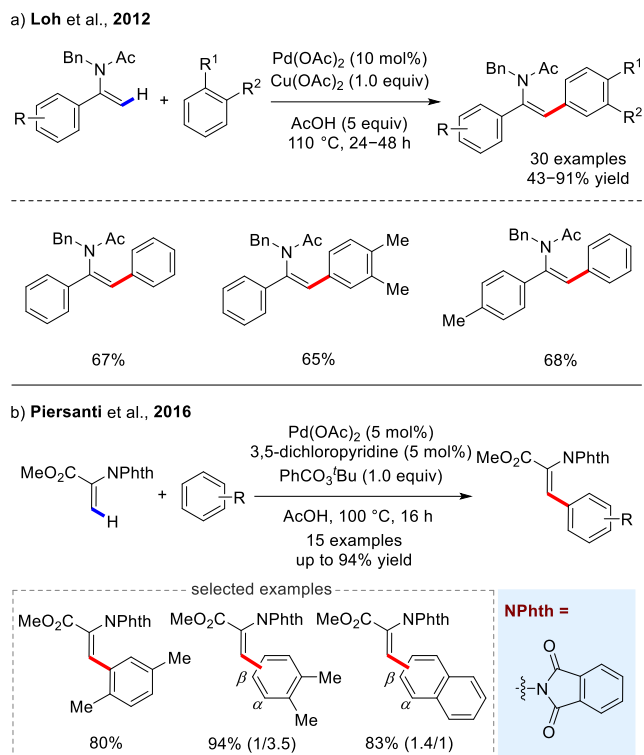 a) Loh et al., 2012
Bn N Ac
H
R
+
R¹
R²
Pd(OAc)₂ (10 mol%)
Cu(OAc)₂ (1.0 equiv)
AcOH (5 equiv)
110 °C, 24−48 h
Bn N Ac
R
R¹
R²
30 examples
43−91% yield
Bn N Ac
67%
Bn N Ac
Me
Me
65%
Bn N Ac
Me
68%
b) Piersanti et al., 2016
MeO₂C NPhth
H
+
R
Pd(OAc)₂ (5 mol%)
3,5-dichloropyridine (5 mol%)
PhCO₃ᵗBu (1.0 equiv)
AcOH, 100 °C, 16 h
15 examples
up to 94% yield
MeO₂C NPhth
R
selected examples
MeO₂C NPhth
Me
Me
80%
MeO₂C NPhth
β
α
Me
Me
94% (1/3.5)
MeO₂C NPhth
β
α
83% (1.4/1)
NPhth =
O
N
O